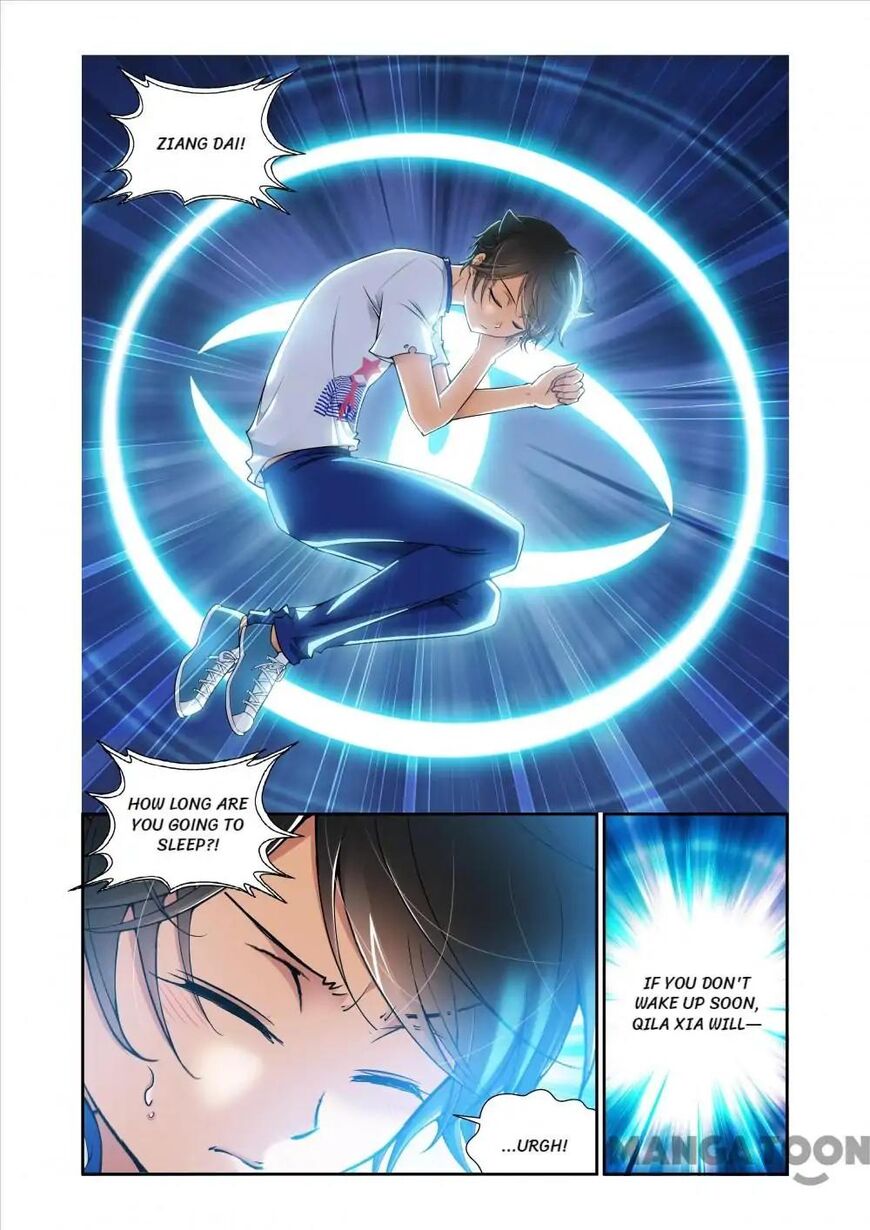 ZIANG DAI!
HOW LONG ARE
YOU GOING TO
SLEEP?!
...URGH!
IF YOU DON'T
WAKE UP SOON,
QILA XIA WILL—
MANGATOON